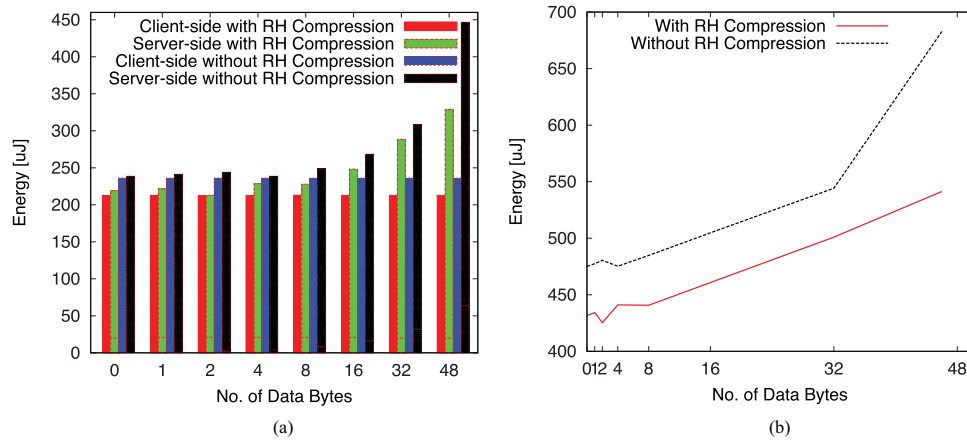 Client-side with RH Compression
Server-side with RH Compression
Client-side without RH Compression
Server-side without RH Compression
450
400
350
300
250
200
150
100
50
0
Energy [uJ]
0 1 2 4 8 16 32 48
No. of Data Bytes
(a)
With RH Compression
Without RH Compression
700
650
600
550
500
450
400
Energy [uJ]
0 1 2 4 8 16 32 48
No. of Data Bytes
(b)